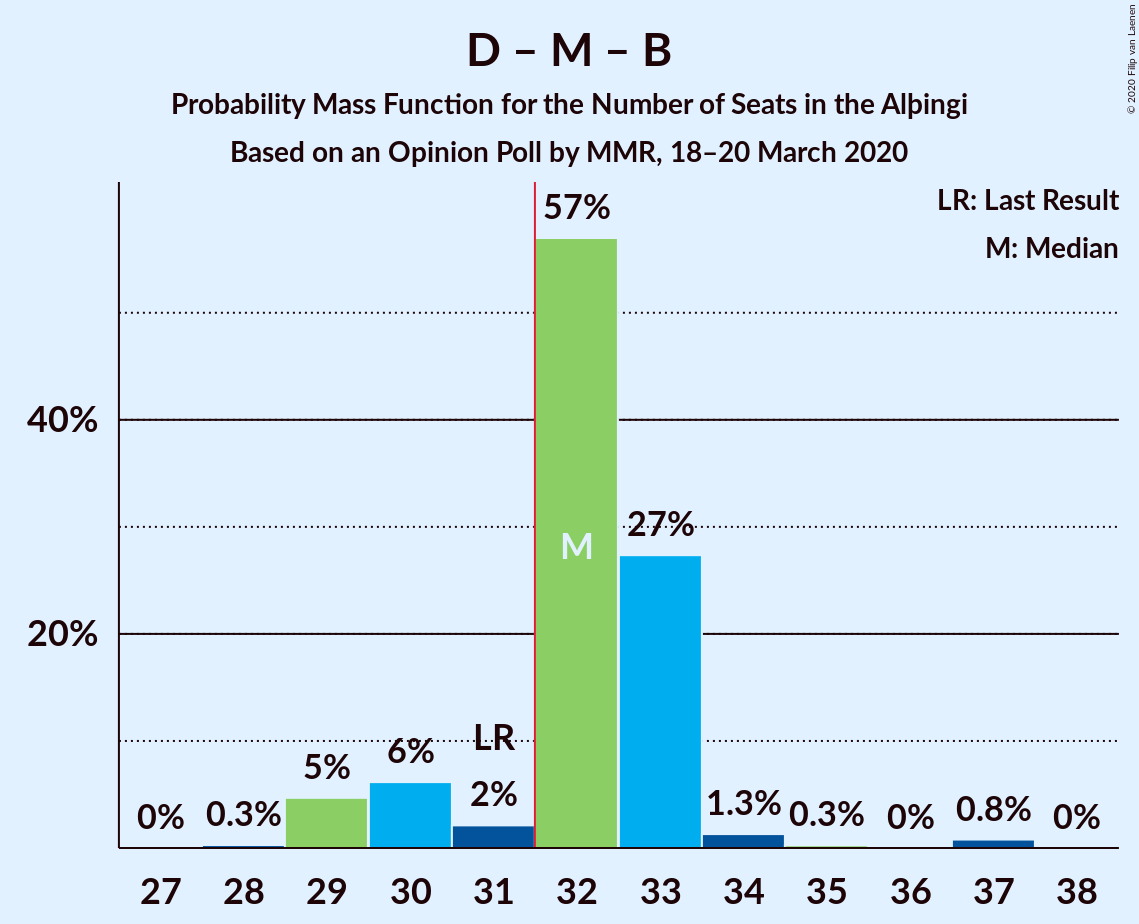 D – M – B
Probability Mass Function for the Number of Seats in the Alþingi
Based on an Opinion Poll by MMR, 18–20 March 2020
© 2020 Filip van Laenen
LR: Last Result
M: Median
40%
20%
0%
0.3%
5%
6%
LR
2%
57%
M
27%
1.3%
0.3%
0%
0.8%
0%
27 28 29 30 31 32 33 34 35 36 37 38